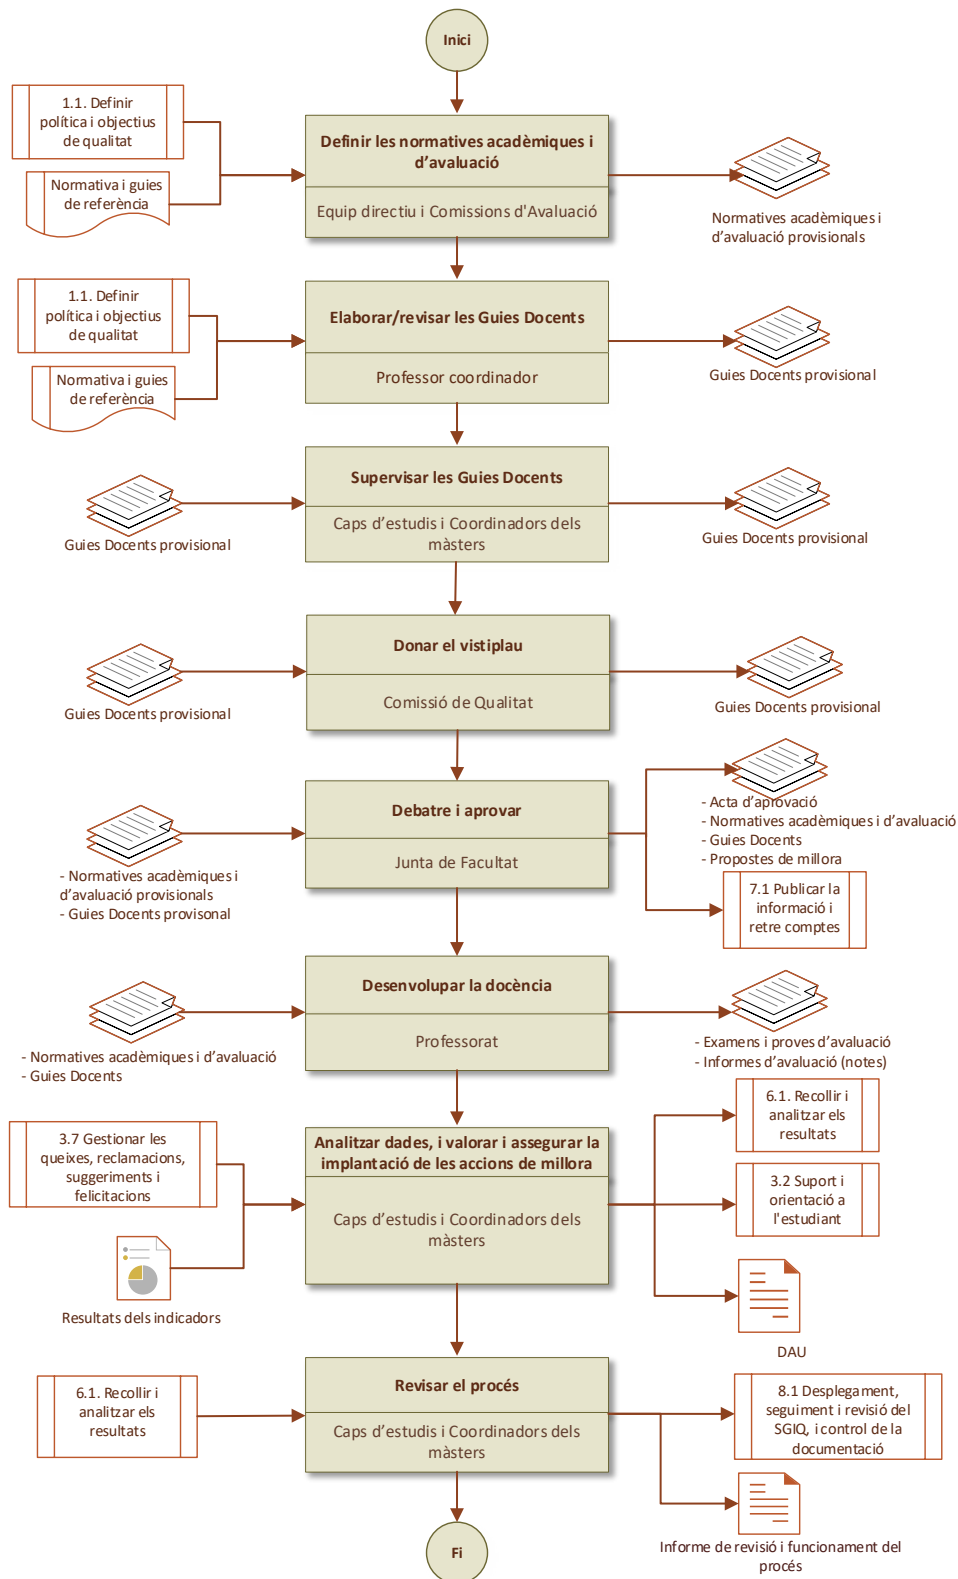 Inici
1.1. Definir
política i objectius
de qualitat
Normativa i guies
de referència
Definir les normatives acadèmiques i
d’avaluació
Equip directiu i Comissions d'Avaluació
Normatives acadèmiques i
d’avaluació provisionals
1.1. Definir
política i objectius
de qualitat
Normativa i guies
de referència
Elaborar/revisar les Guies Docents
Professor coordinador
Guies Docents provisional
Guies Docents provisional
Supervisar les Guies Docents
Caps d’estudis i Coordinadors dels
màsters
Guies Docents provisional
Guies Docents provisional
Donar el vistiplau
Comissió de Qualitat
Guies Docents provisional
- Normatives acadèmiques i
d’avaluació provisionals
- Guies Docents provisonal
Debatre i aprovar
Junta de Facultat
- Acta d’aprovació
- Normatives acadèmiques i d’avaluació
- Guies Docents
- Propostes de millora
7.1 Publicar la
informació i
retre comptes
- Normatives acadèmiques i d’avaluació
- Guies Docents
Desenvolupar la docència
Professorat
- Examens i proves d’avaluació
- Informes d’avaluació (notes)
3.7 Gestionar les
queixes, reclamacions,
suggeriments i
felicitacions
Resultats dels indicadors
Analitzar dades, i valorar i assegurar la
implantació de les accions de millora
Caps d’estudis i Coordinadors dels
màsters
6.1. Recollir i
analitzar els
resultats
3.2 Suport i
orientació a
l'estudiant
DAU
6.1. Recollir i
analitzar els
resultats
Revisar el procés
Caps d’estudis i Coordinadors dels
màsters
8.1 Desplegament,
seguiment i revisió del
SGIQ, i control de la
documentació
Informe de revisió i funcionament del
procés
Fi